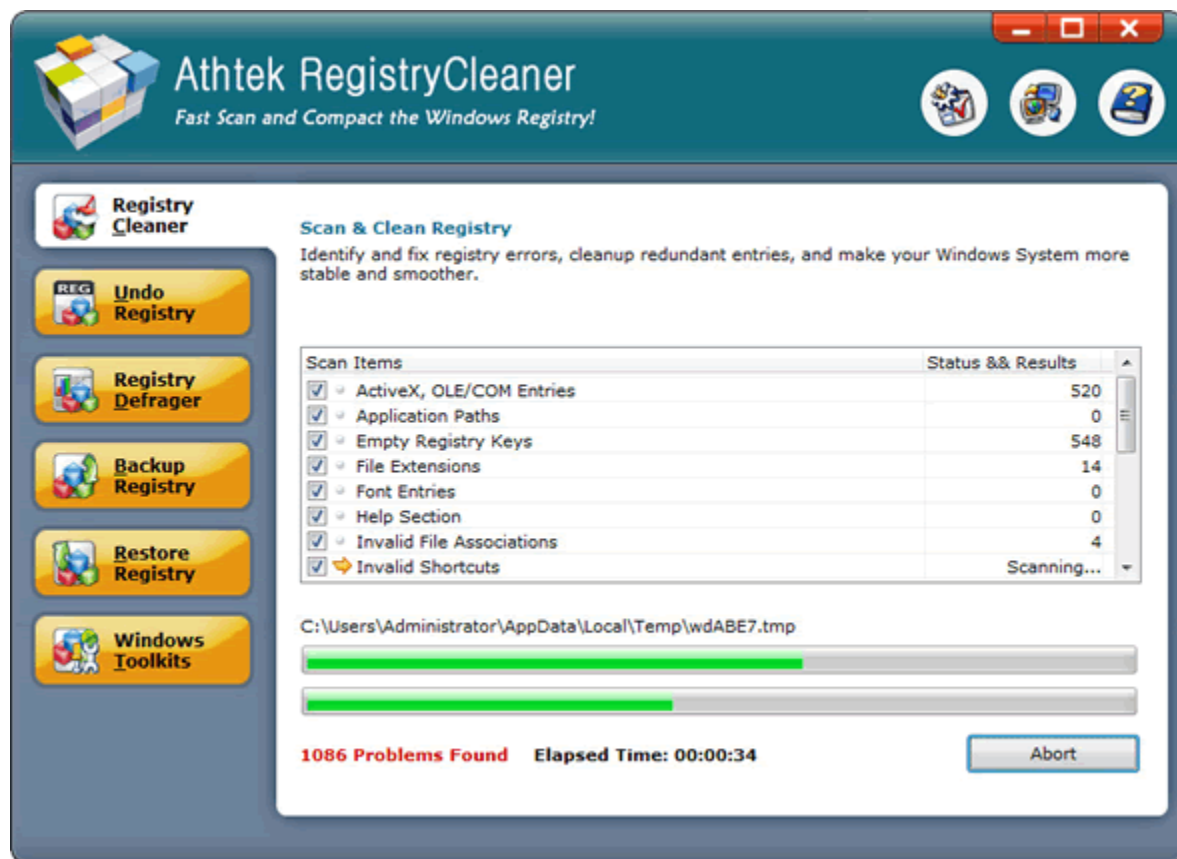 Athtek RegistryCleaner
Fast Scan and Compact the Windows Registry!
Registry
Cleaner
REG
Undo
Registry
Registry
Defrager
Backup
Registry
Restore
Registry
Windows
Toolkits
Scan & Clean Registry
Identify and fix registry errors, cleanup redundant entries, and make your Windows System more
stable and smoother.
Scan Items Status && Results
ActiveX, OLE/COM Entries 520
Application Paths 0
Empty Registry Keys 548
File Extensions 14
Font Entries 0
Help Section 0
Invalid File Associations 4
Invalid Shortcuts Scanning...
C:\Users\Administrator\AppData\Local\Temp\wdABE7.tmp
1086 Problems Found Elapsed Time: 00:00:34 Abort